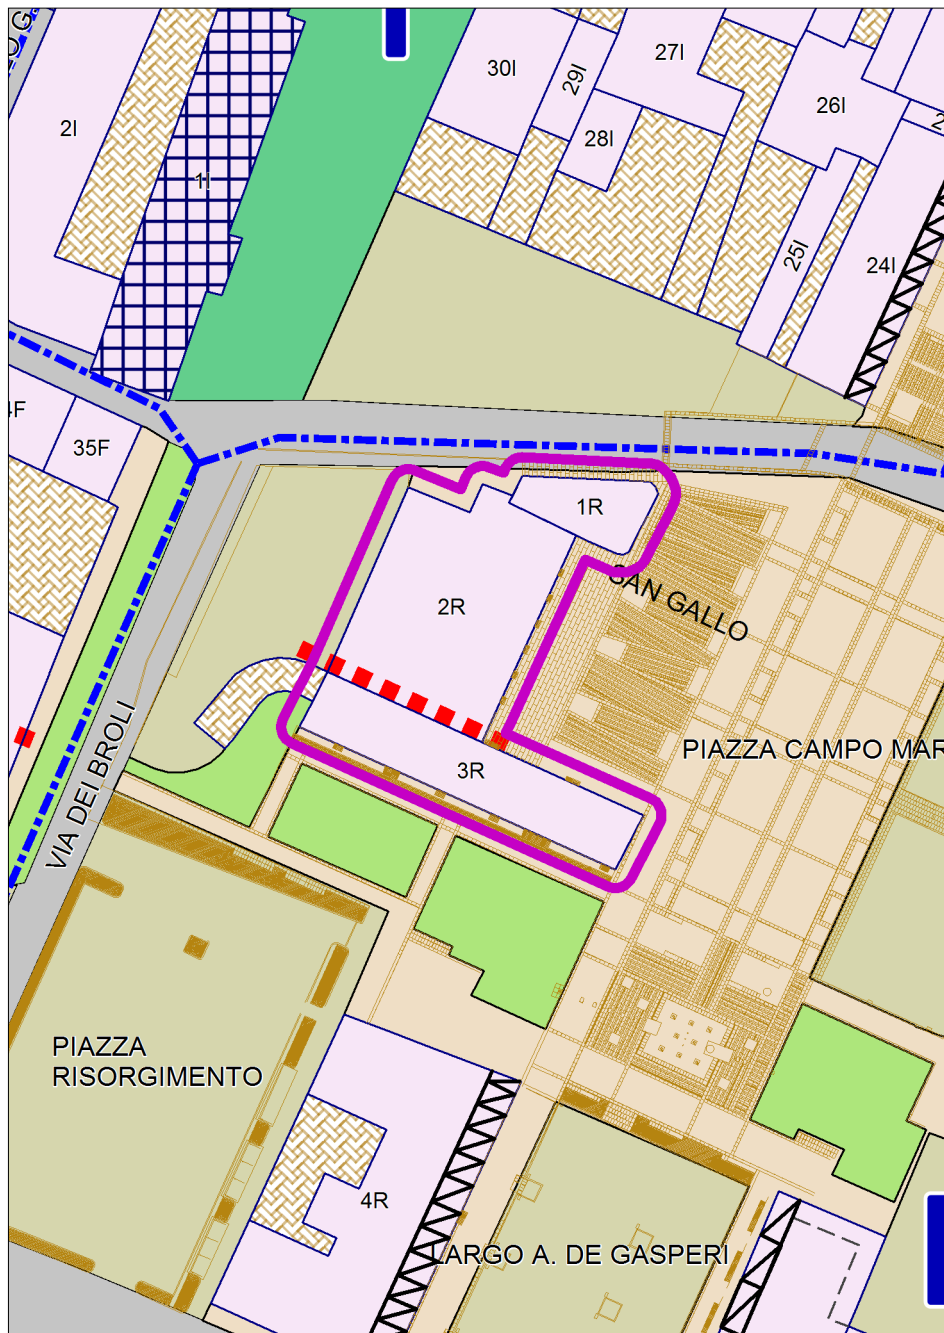 30I
29I
27I
26I
28I
2I
1I
25I
24I
35F
1R
2R
SAN GALLO
3R
PIAZZA CAMPO MAR
VIA DEI BROLI
PIAZZA
RISORGIMENTO
4R
LARGO A. DE GASPERI